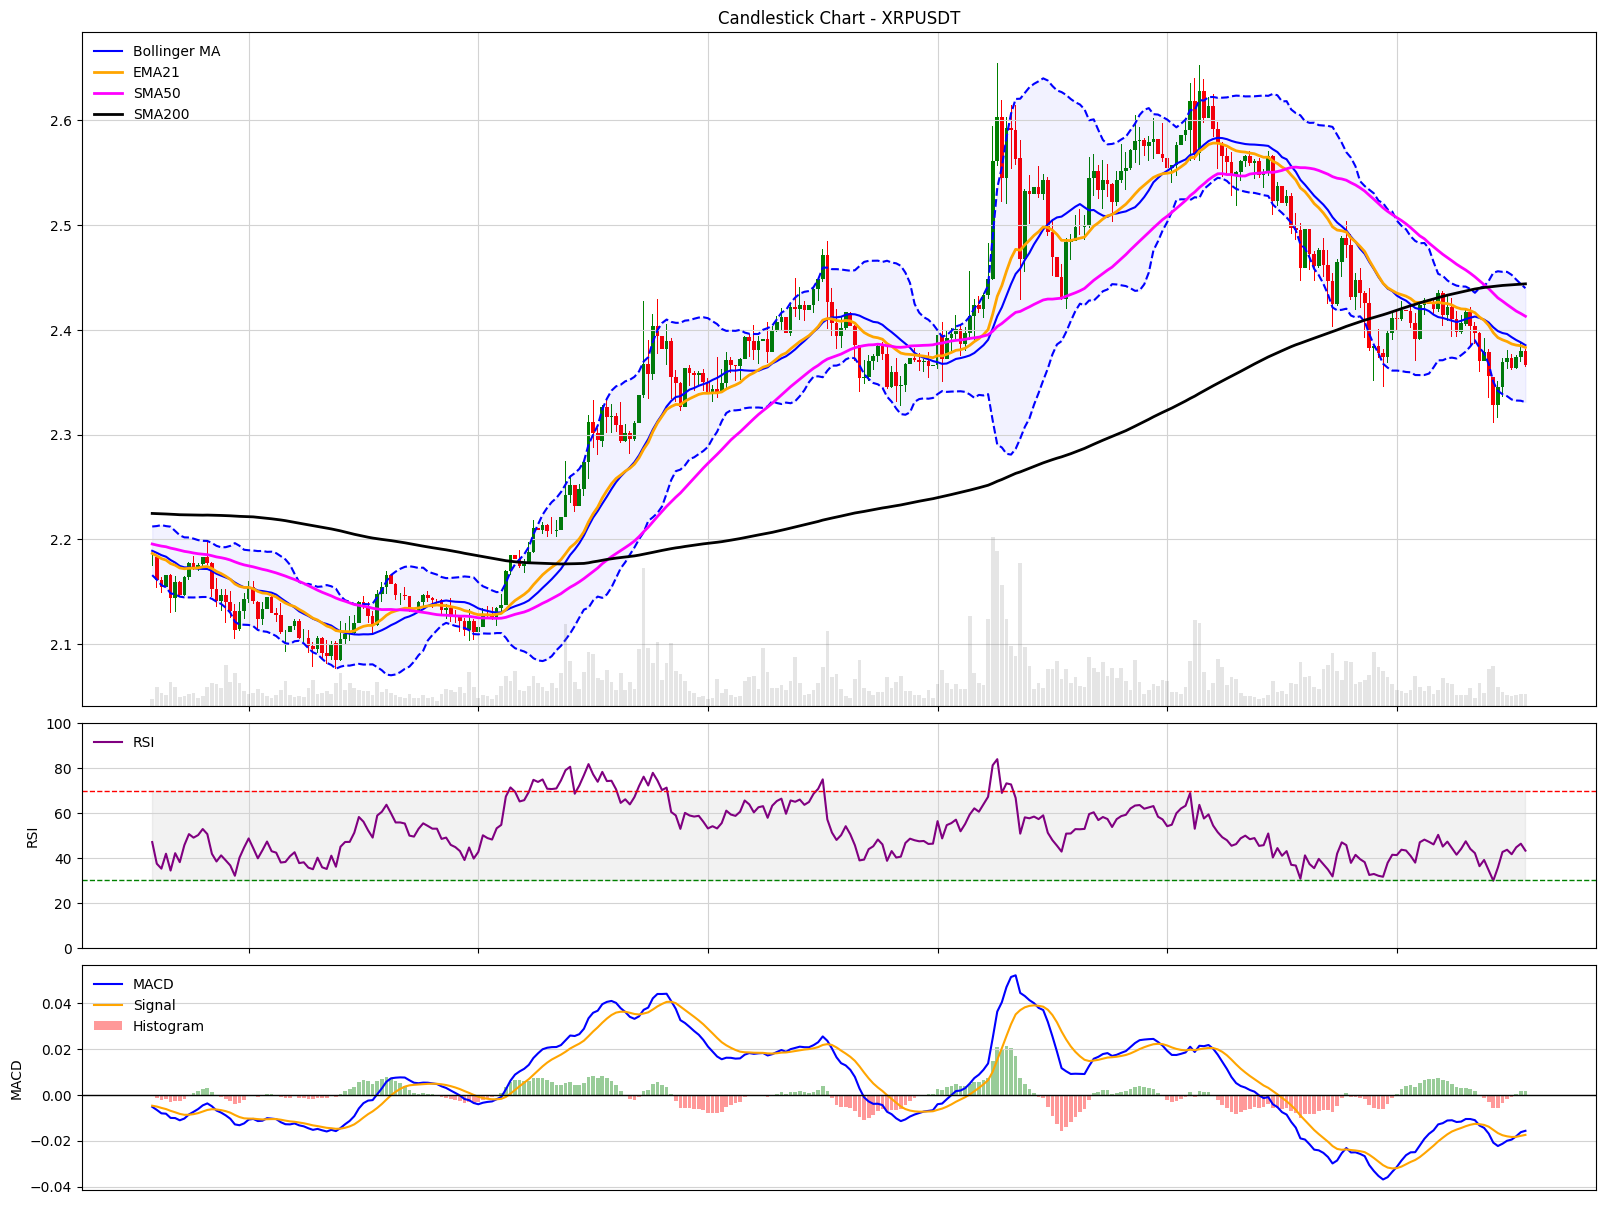 Candlestick Chart - XRPUSDT
Bollinger MA
EMA21
SMA50
SMA200
2.6
2.5
2.4
2.3
2.2
2.1
100
80
60
40
20
0
RSI
RSI
MACD
Signal
Histogram
0.04
0.02
0.00
−0.02
−0.04
MACD